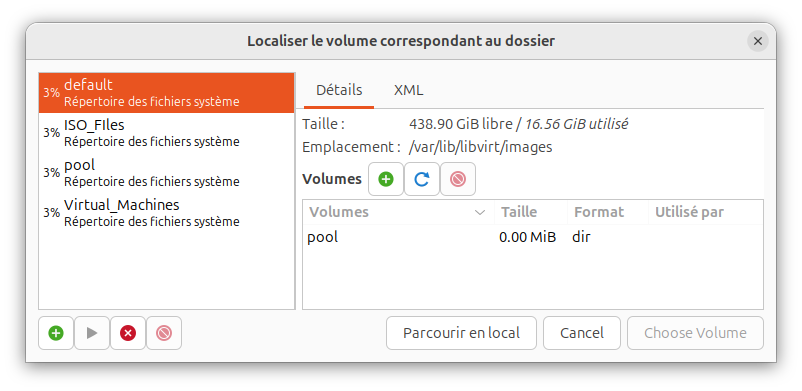 Localiser le volume correspondant au dossier
3% default
Répertoire des fichiers système
3% ISO_FIles
Répertoire des fichiers système
3% pool
Répertoire des fichiers système
3% Virtual_Machines
Répertoire des fichiers système
Détails XML
Taille : 438.90 GiB libre / 16.56 GiB utilisé
Emplacement : /var/lib/libvirt/images
Volumes
Volumes Taille Format Utilisé par
pool 0.00 MiB dir
Parcourir en local Cancel Choose Volume